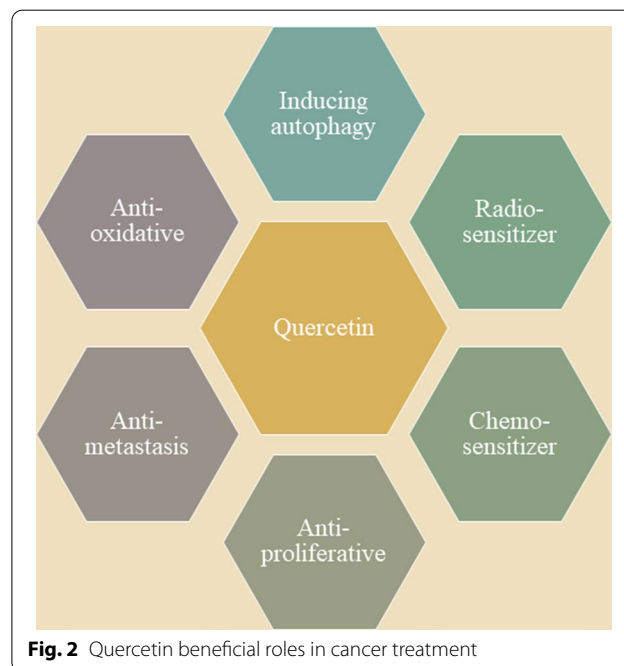 Inducing
autophagy
Anti-
oxidative
Radio-
sensitizer
Quercetin
Anti-
metastasis
Chemo-
sensitizer
Anti-
proliferative
Fig. 2 Quercetin beneficial roles in cancer treatment